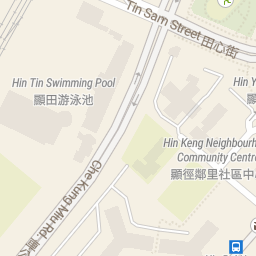 Tin Sam Street 田心街
Hin Tin Swimming Pool
顯田游泳池
Hin
Hin Keng Neighbourh
Community Centre
顯徑鄰里社區中
Che Kung Miu Rd.